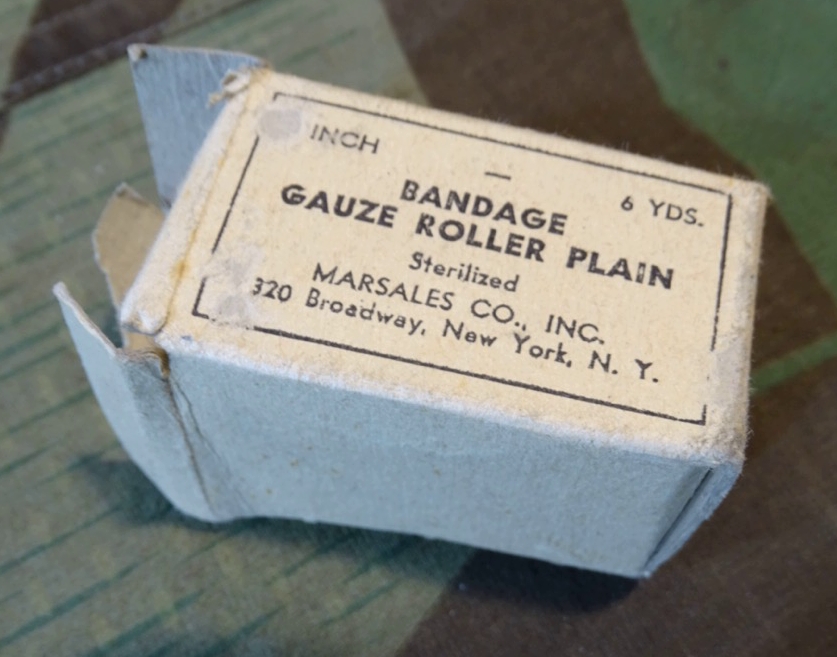 INCH
6 YDS.
BANDAGE
GAUZE ROLLER PLAIN
Sterilized
MARSALES CO., INC.
320 Broadway, New York, N. Y.